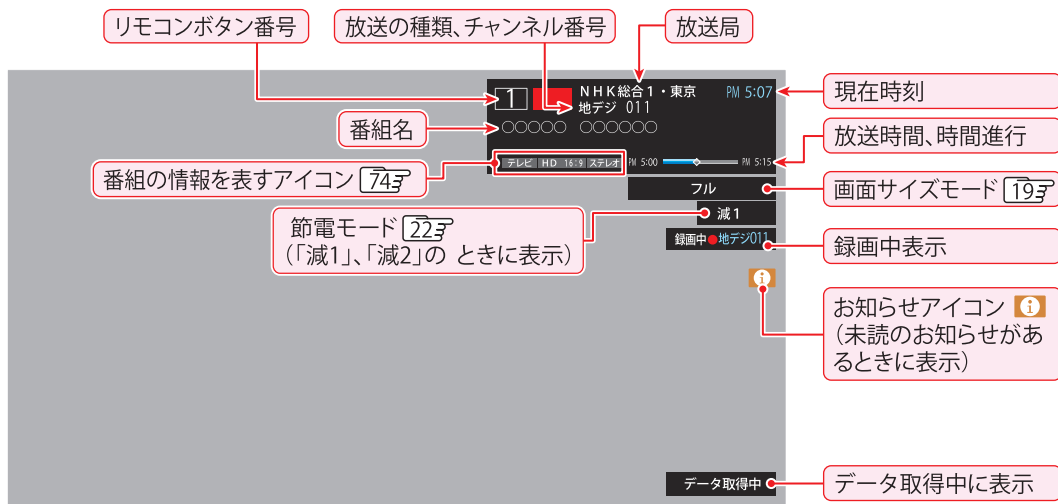 リモコンボタン番号
放送の種類、チャンネル番号
放送局
1
NHK総合1・東京
PM 5:07
地デジ 011
現在時刻
番組名
○○○○○ ○○○○○○
放送時間、時間進行
テレビ HD 16:9 ステレオ
PM 5:00
PM 5:15
番組の情報を表すアイコン 74
フル
画面サイズモード 19
節電モード 22
(「減1」、「減2」の ときに表示)
減1
録画中 地デジ011
録画中表示
お知らせアイコン
(未読のお知らせがあ
るときに表示)
データ取得中
データ取得中に表示